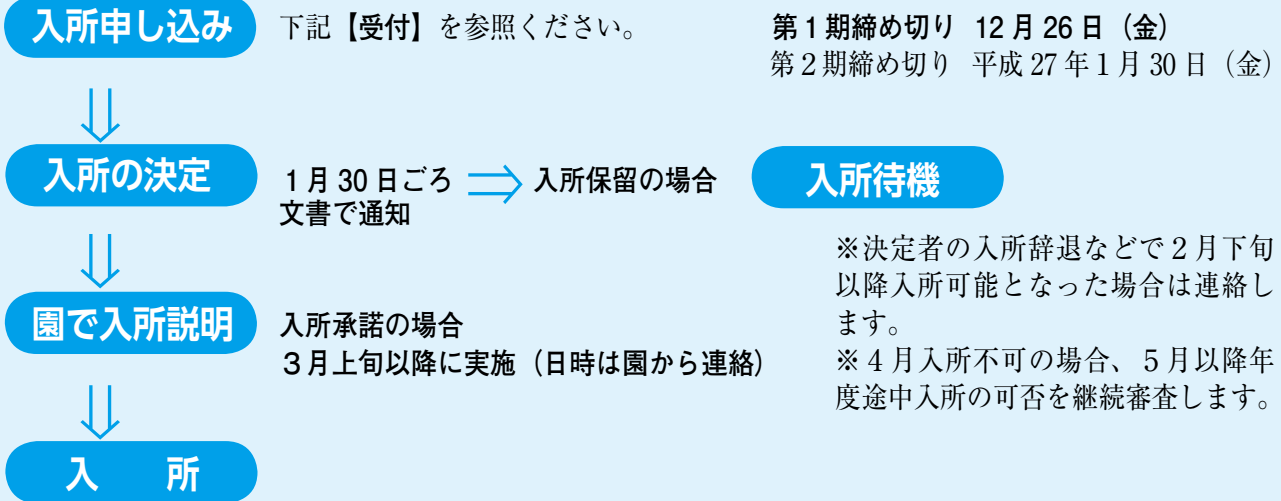 入所申し込み 下記【受付】を参照ください。 第1期締め切り 12月26日（金）
第2期締め切り 平成27年1月30日（金）
入所の決定 1月30日ごろ 入所保留の場合 入所待機
文書で通知
※決定者の入所辞退などで2月下旬
以降入所可能となった場合は連絡し
ます。
※4月入所不可の場合、5月以降年
度途中入所の可否を継続審査します。
園で入所説明 入所承諾の場合
3月上旬以降に実施（日時は園から連絡）
入 所